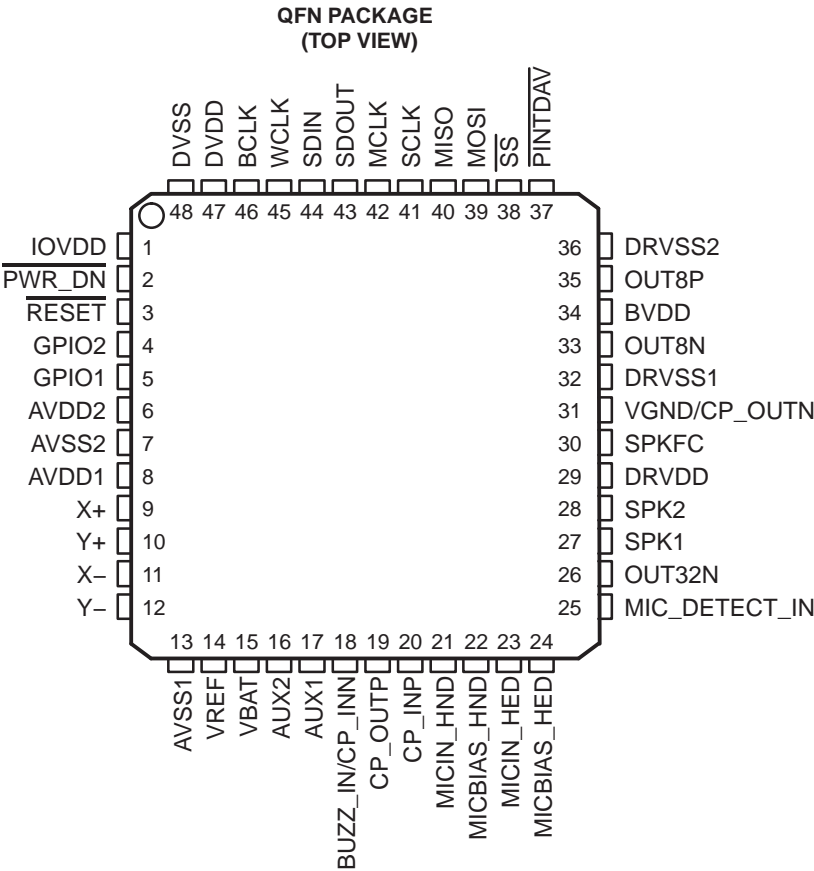 QFN PACKAGE
(TOP VIEW)
DVSS
DVDD
BCLK
WCLK
SDIN
SDOUT
MCLK
SCLK
MISO
MOSI
SS
PINTDAV
48 47 46 45 44 43 42 41 40 39 38 37
IOVDD 1
PWR_DN 2
RESET 3
GPIO2 4
GPIO1 5
AVDD2 6
AVSS2 7
AVDD1 8
X+ 9
Y+ 10
X– 11
Y– 12
36 DRVSS2
35 OUT8P
34 BVDD
33 OUT8N
32 DRVSS1
31 VGND/CP_OUTN
30 SPKFC
29 DRVDD
28 SPK2
27 SPK1
26 OUT32N
25 MIC_DETECT_IN
13 14 15 16 17 18 19 20 21 22 23 24
AVSS1
VREF
VBAT
AUX2
AUX1
BUZZ_IN/CP_INN
CP_OUTP
CP_INP
MICIN_HND
MICBIAS_HND
MICIN_HED
MICBIAS_HED